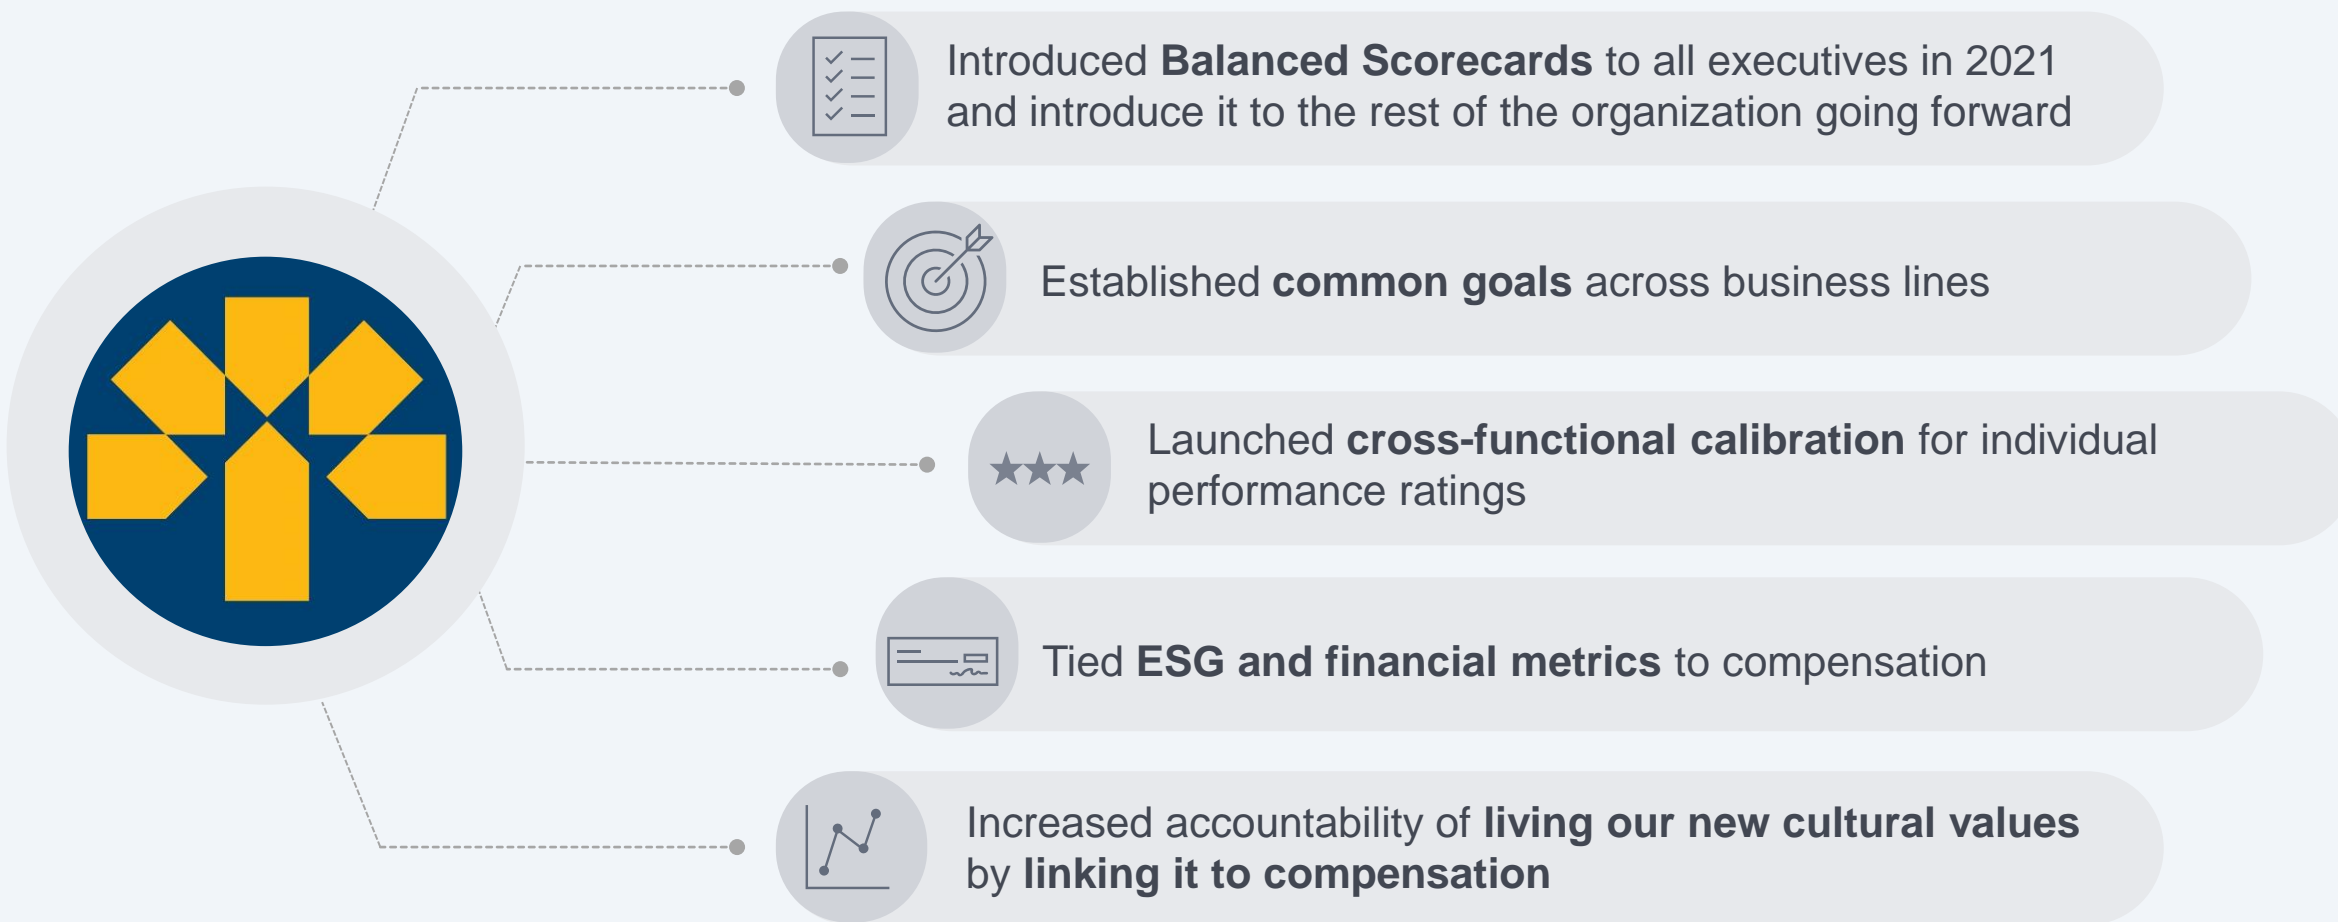 Introduced Balanced Scorecards to all executives in 2021
and introduce it to the rest of the organization going forward
Established common goals across business lines
Launched cross-functional calibration for individual
performance ratings
Tied ESG and financial metrics to compensation
Increased accountability of living our new cultural values
by linking it to compensation